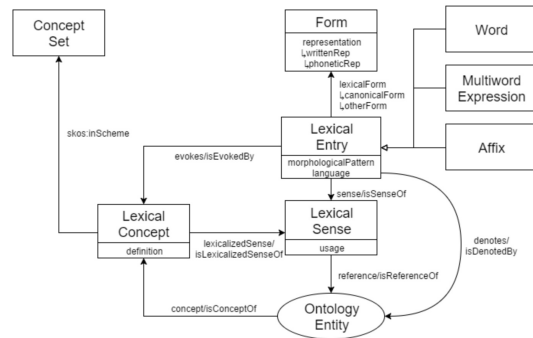 Concept
Set
Form
representation
↳writtenRep
↳phoneticRep
Word
Multiword
Expression
Affix
skos:inScheme
lexicalForm
↳canonicalForm
↳otherForm
Lexical
Entry
morphologicalPattern
language
evokes/isEvokedBy
sense/isSenseOf
Lexical
Concept
definition
lexicalizedSense/
isLexicalizedSenseOf
Lexical
Sense
usage
denotes/
isDenotedBy
reference/isReferenceOf
concept/isConceptOf
Ontology
Entity